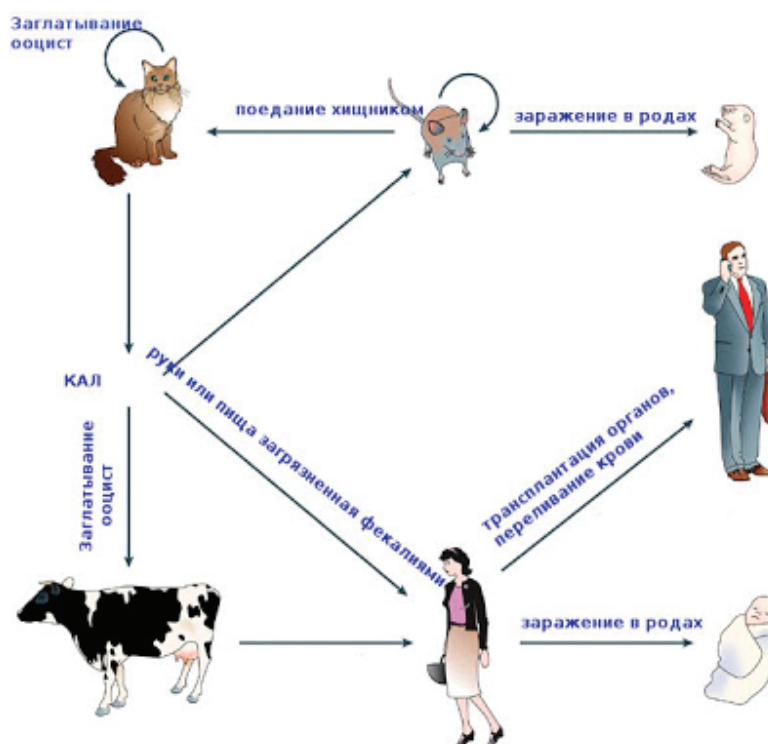 Заглатывание
ооцист
поедание хищником
заражение в родах
КАЛ
руки или пища загрязненная фекалиями
Заглатывание
ооцист
трансплантация органов,
переливание крови
заражение в родах